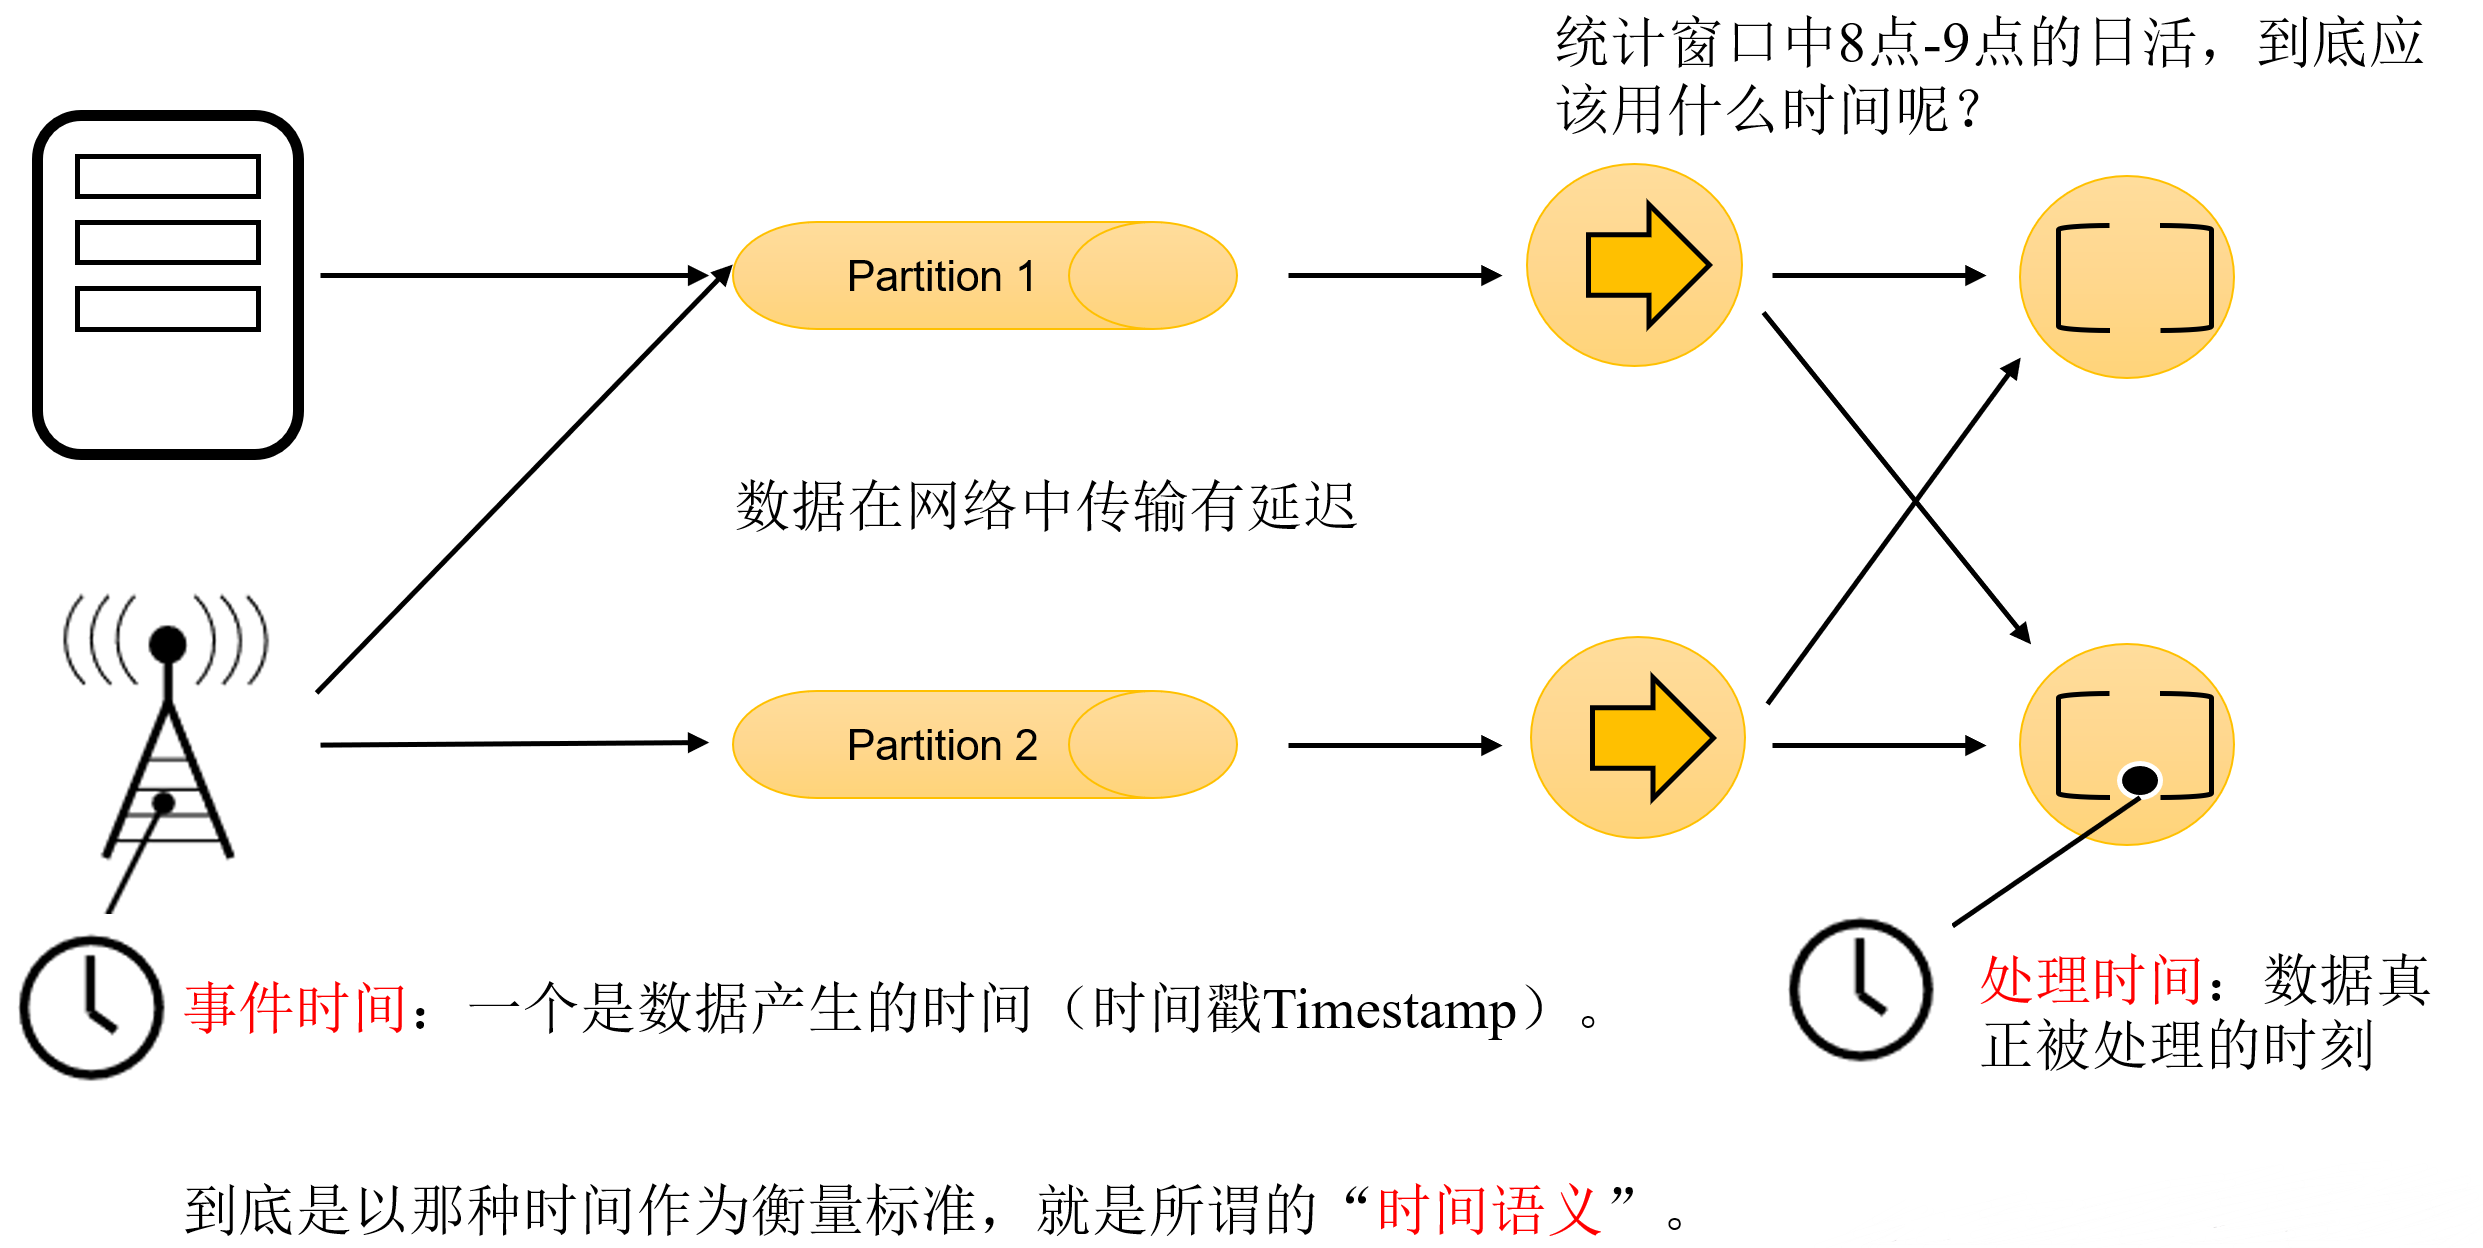 统计窗口中8点-9点的日活，到底应
该用什么时间呢？
Partition 1
数据在网络中传输有延迟
Partition 2
事件时间：一个是数据产生的时间（时间戳Timestamp）。
处理时间：数据真
正被处理的时刻
到底是以那种时间作为衡量标准，就是所谓的“时间语义”。